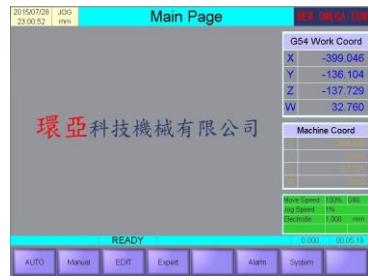 2015/07/28 JOG
23:00:52 mm
Main Page
G54 Work Coord
X -399.046
Y -136.104
Z -137.729
W 32.760
環亞科技機械有限公司
Machine Coord
Move Speed 100% G98
Jog Speed 1%
Electrode 1.000 mm
READY
0.000 00:05:19
AUTO
Manual
EDIT
Expert
Alarm
System